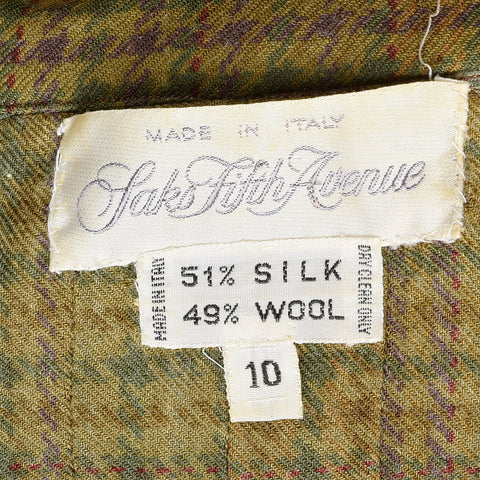 MADE IN ITALY
Saks Fifth Avenue
MADE IN ITALY
51% SILK
49% WOOL
DRY CLEAN ONLY
10